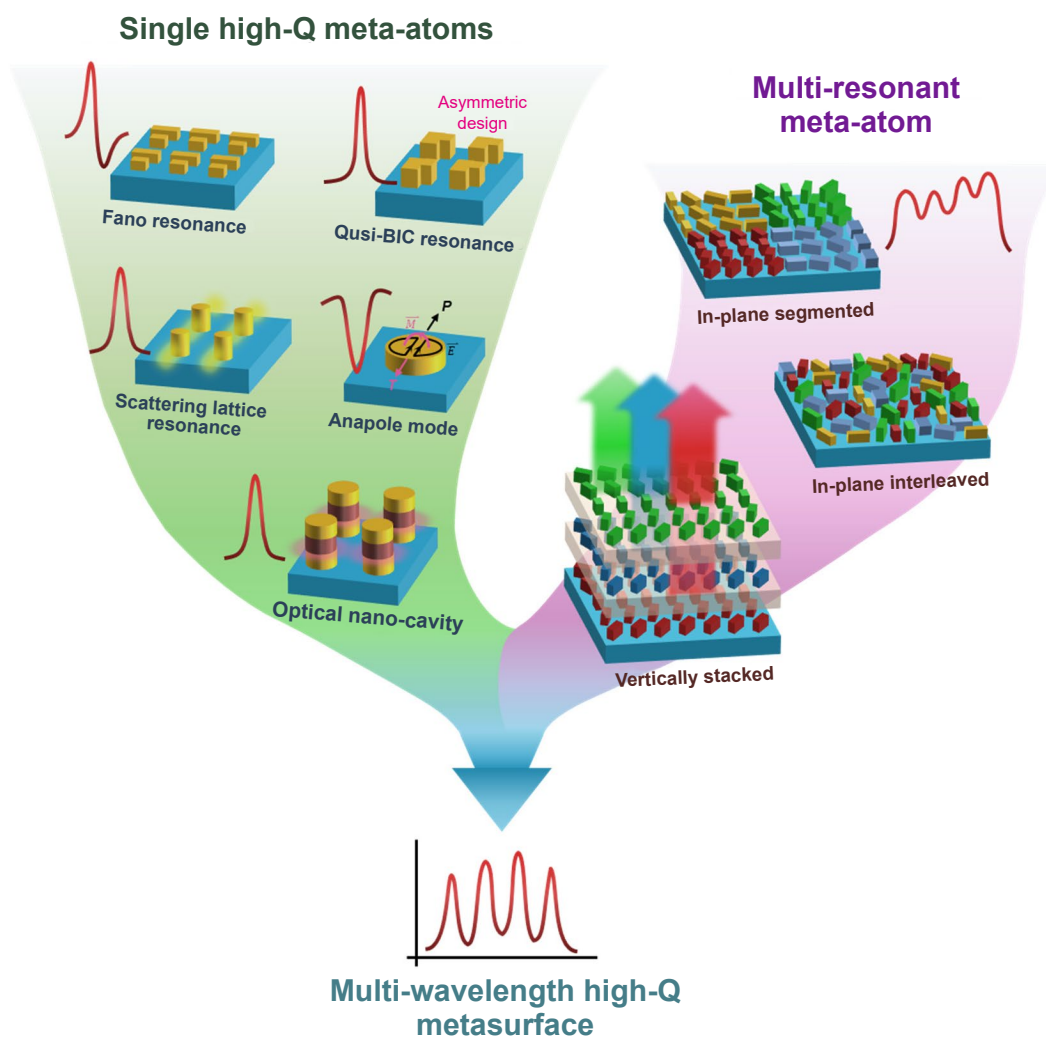 Single high-Q meta-atoms
Asymmetric
design
Fano resonance
Qusi-BIC resonance
Scattering lattice
resonance
P
M
E
T
Anapole mode
Optical nano-cavity
Multi-resonant
meta-atom
In-plane segmented
In-plane interleaved
Vertically stacked
Multi-wavelength high-Q
metasurface